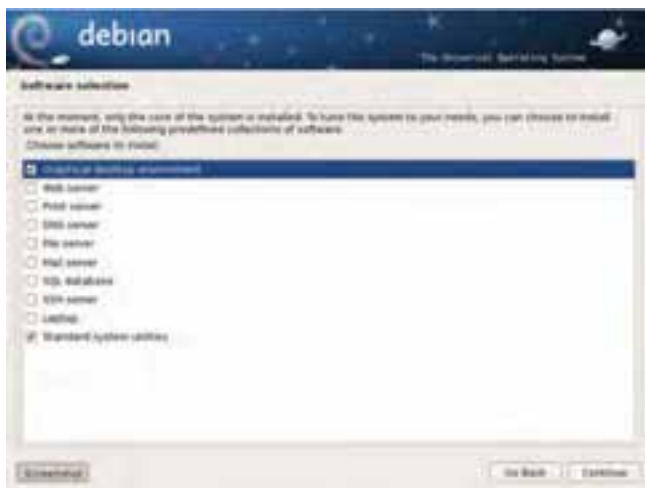 debian
The Universal Operating System
Software selection
At the moment, only the core of the system is installed. To tune the system to your needs, you can choose to install
one or more of the following predefined collections of software.
Choose software to install:
Graphical desktop environment
Web server
Print server
DNS server
File server
Mail server
SQL database
SSH server
Laptop
Standard system utilities
Screenshot
Go Back
Continue